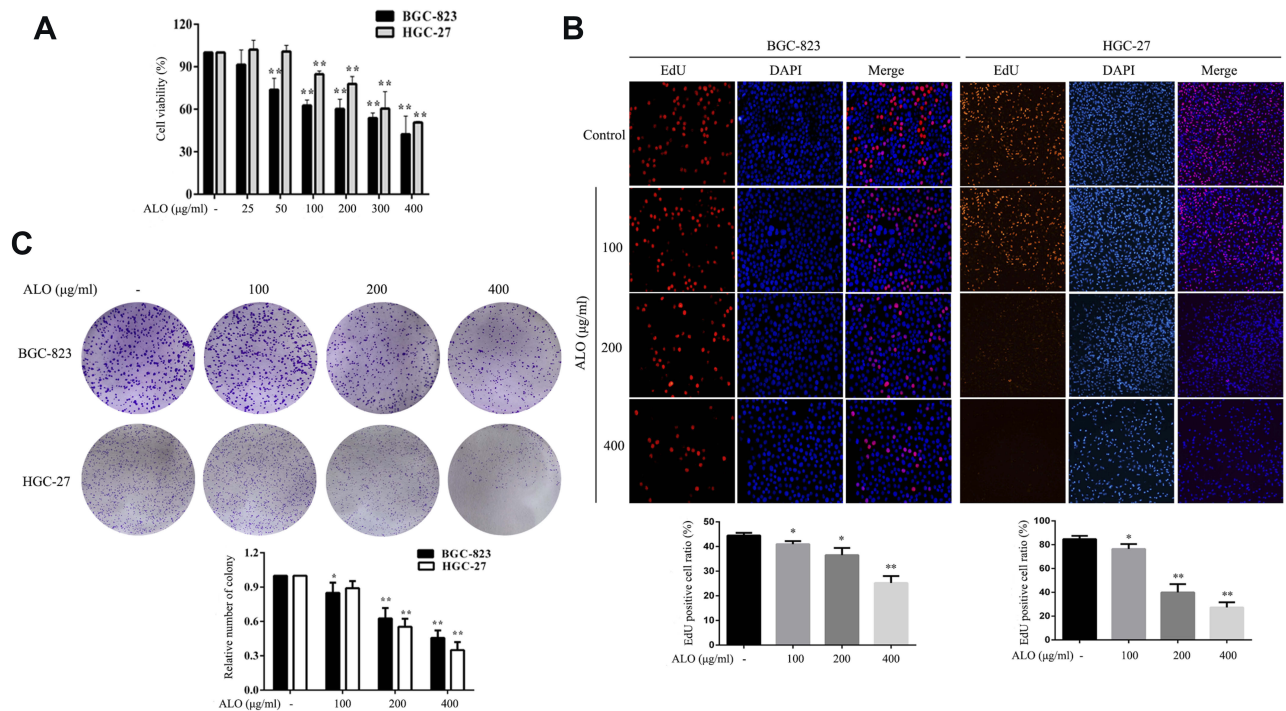 A
120
90
60
30
0
Cell viability (%)
BGC-823
HGC-27
** ** ** ** ** ** ** ** **
ALO (μg/ml) - 25 50 100 200 300 400
B
BGC-823 HGC-27
EdU DAPI Merge EdU DAPI Merge
Control
100
200
400
ALO (μg/ml)
50
40
30
20
10
0
EdU positive cell ratio (%)
* * **
ALO (μg/ml) - 100 200 400
100
80
60
40
20
0
EdU positive cell ratio (%)
* ** **
ALO (μg/ml) - 100 200 400
C
ALO (μg/ml) - 100 200 400
BGC-823
HGC-27
1.2
0.9
0.6
0.3
0.0
Relative number of colony
BGC-823
HGC-27
* ** ** ** **
ALO (μg/ml) - 100 200 400